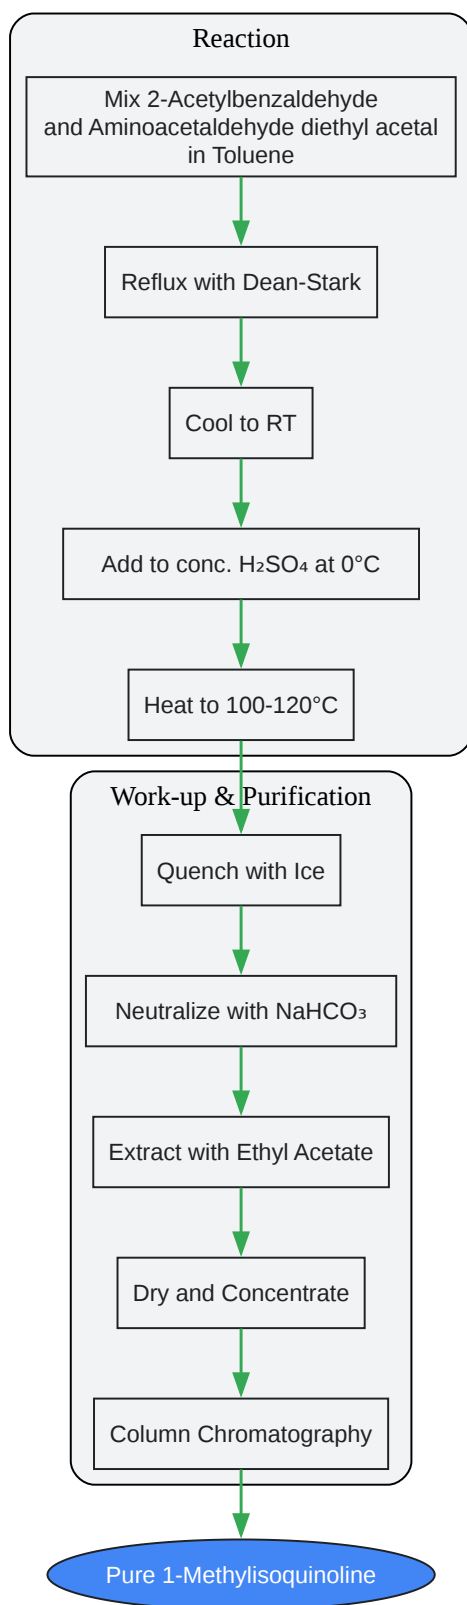 Reaction
Mix 2-Acetylbenzaldehyde
and Aminoacetaldehyde diethyl acetal
in Toluene
Reflux with Dean-Stark
Cool to RT
Add to conc. H₂SO₄ at 0°C
Heat to 100-120°C
Work-up & Purification
Quench with Ice
Neutralize with NaHCO₃
Extract with Ethyl Acetate
Dry and Concentrate
Column Chromatography
Pure 1-Methylisoquinoline